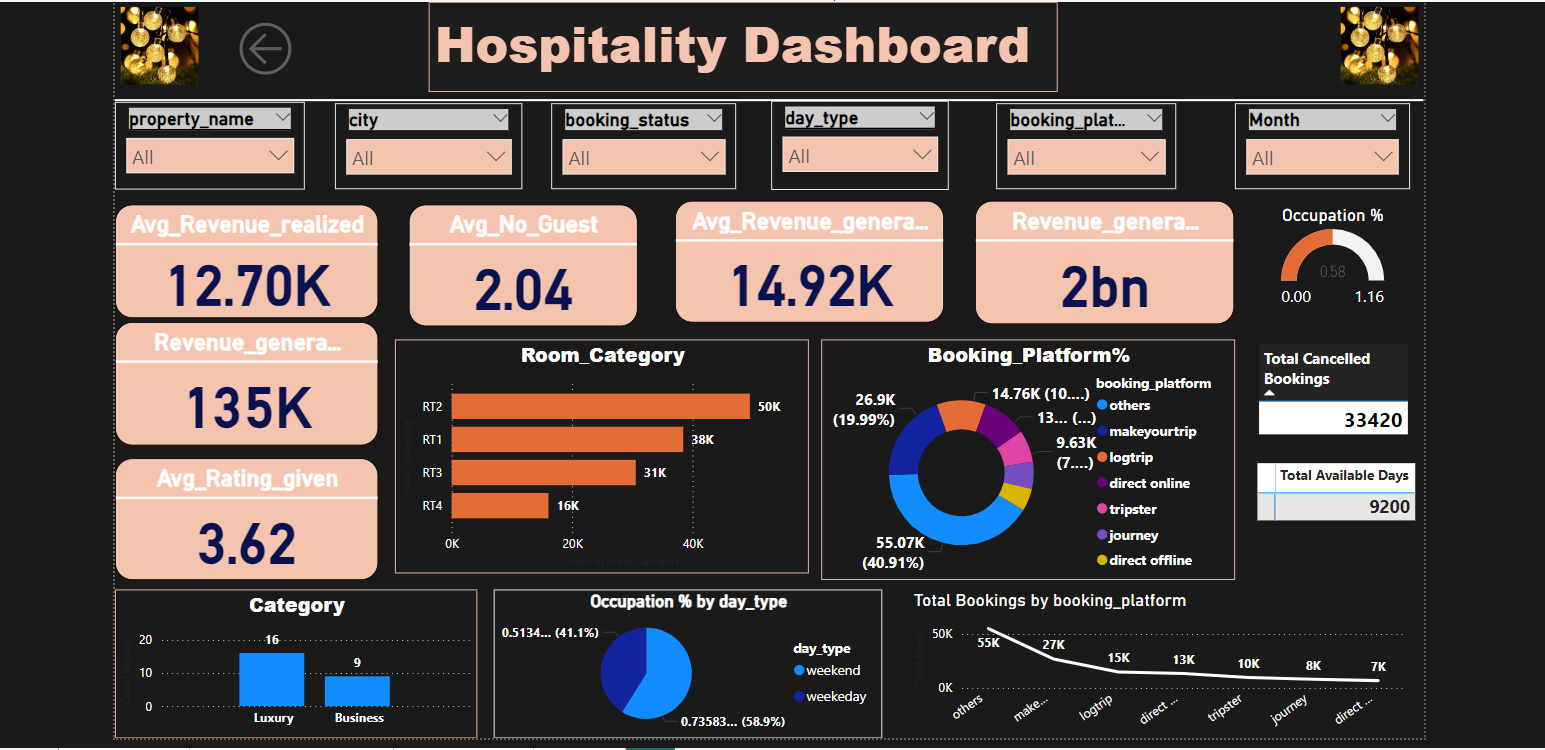 Hospitality Dashboard
property_name
All
city
All
booking_status
All
day_type
All
booking_plat...
All
Month
All
Avg_Revenue_realized
12.70K
Avg_No_Guest
2.04
Avg_Revenue_genera...
14.92K
Revenue_genera...
2bn
Occupation %
0.58
0.00
1.16
Revenue_genera...
135K
Avg_Rating_given
3.62
Room_Category
RT2
50K
RT1
38K
RT3
31K
RT4
16K
0K
20K
40K
Count of room_category
Booking_Platform%
26.9K
(19.99%)
14.76K (10....)
13... (...)
9.63K
(7....)
55.07K
(40.91%)
booking_platform
others
makeyourtrip
logtrip
direct online
tripster
journey
direct offline
Total Cancelled
Bookings
33420
Total Available Days
9200
Category
20
10
0
16
9
Luxury
Business
Occupation % by day_type
0.5134... (41.1%)
0.73583... (58.9%)
day_type
weekend
weekeday
Total Bookings by booking_platform
50K
0K
55K
27K
15K
13K
10K
8K
7K
others
make...
logtrip
direct ...
tripster
journey
direct ...